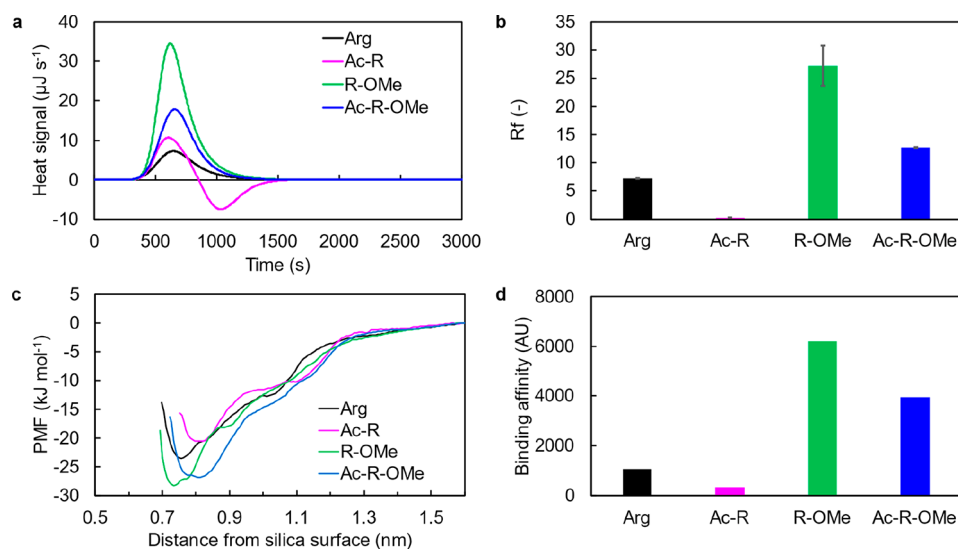 a
Heat signal (µJ s-1)
40
30
20
10
0
-10
0 500 1000 1500 2000 2500 3000
Time (s)
Arg
Ac-R
R-OMe
Ac-R-OMe
b
Rf (-)
35
30
25
20
15
10
5
0
Arg Ac-R R-OMe Ac-R-OMe
c
PMF (kJ mol-1)
5
0
-5
-10
-15
-20
-25
-30
0.5 0.7 0.9 1.1 1.3 1.5
Distance from silica surface (nm)
Arg
Ac-R
R-OMe
Ac-R-OMe
d
Binding affinity (AU)
8000
6000
4000
2000
0
Arg Ac-R R-OMe Ac-R-OMe